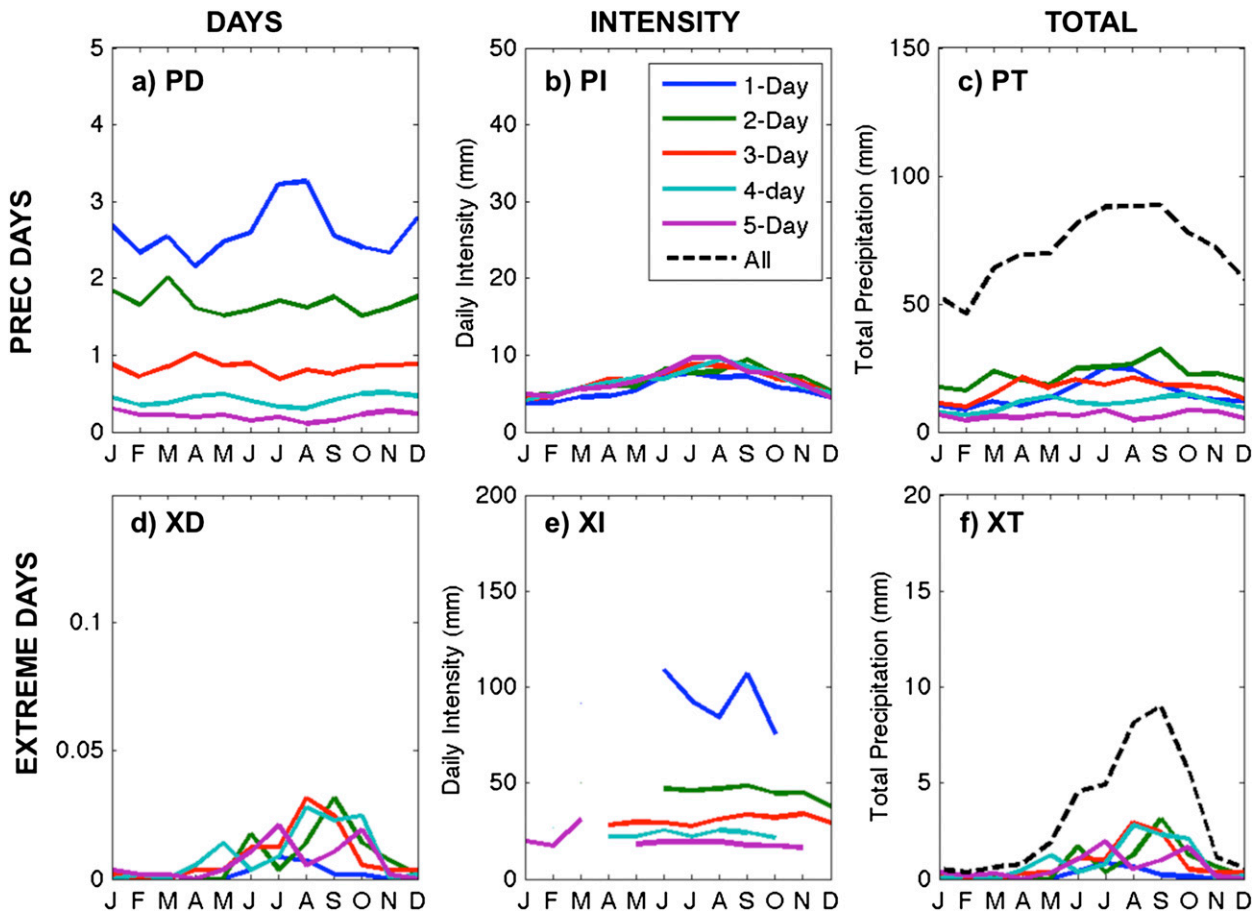 DAYS
INTENSITY
TOTAL
PREC DAYS
a) PD
5
4
3
2
1
0
J F M A M J J A S O N D
b) PI
Daily Intensity (mm)
50
40
30
20
10
0
J F M A M J J A S O N D
1-Day
2-Day
3-Day
4-day
5-Day
All
c) PT
Total Precipitation (mm)
150
100
50
0
J F M A M J J A S O N D
EXTREME DAYS
d) XD
0.1
0.05
0
J F M A M J J A S O N D
e) XI
Daily Intensity (mm)
200
150
100
50
0
J F M A M J J A S O N D
f) XT
Total Precipitation (mm)
20
15
10
5
0
J F M A M J J A S O N D